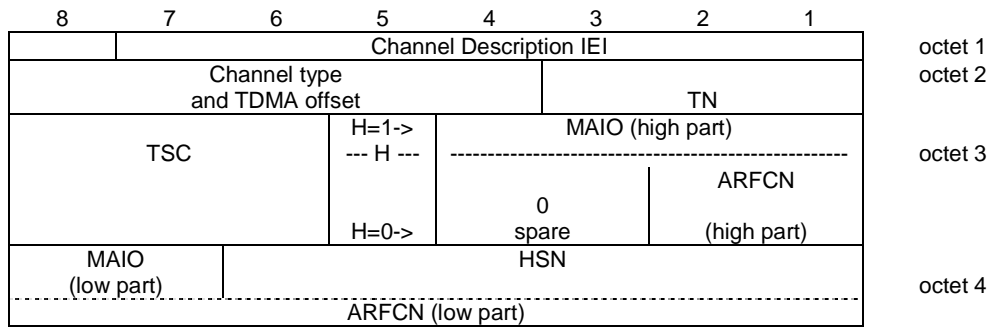 8 7 6 5 4 3 2 1
Channel Description IEI octet 1
Channel type octet 2
and TDMA offset TN
H=1-> MAIO (high part)
TSC --- H --- ------------------------------------------------------ octet 3
ARFCN
0
H=0-> spare (high part)
MAIO HSN
(low part) octet 4
ARFCN (low part)